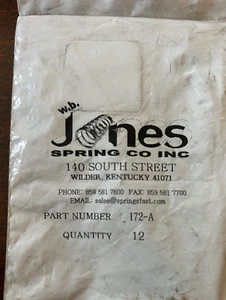 w.b.
Jones
SPRING CO INC
140 SOUTH STREET
WILDER, KENTUCKY 41071
PHONE: 859 581 7600 FAX: 859 581 7700
EMAIL: sales@springsfast.com
PART NUMBER : 172-A
QUANTITY : 12